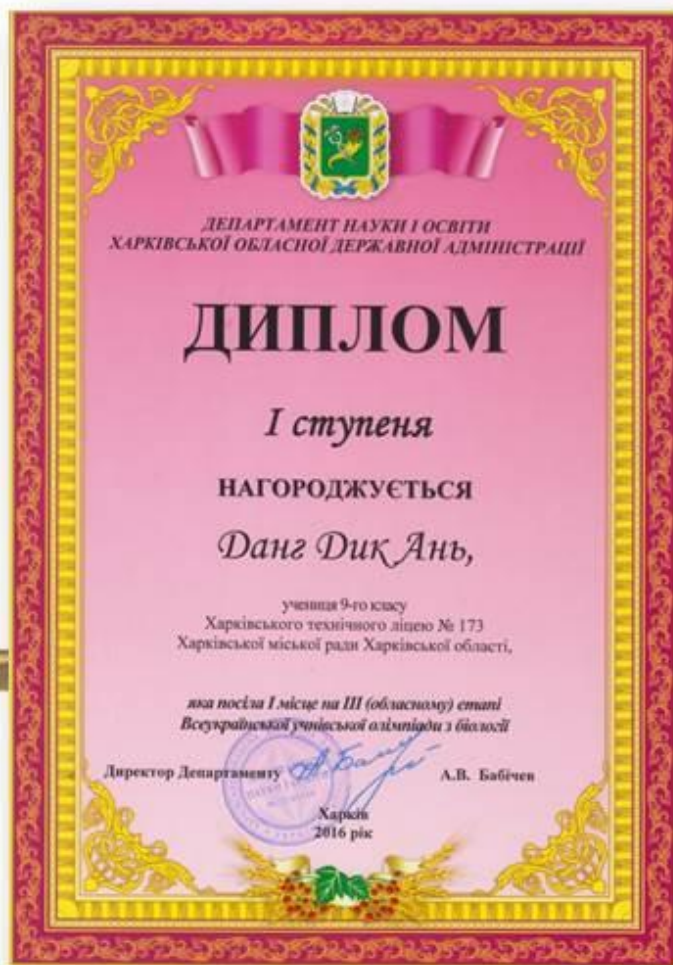 ДЕПАРТАМЕНТ НАУКИ І ОСВІТИ
ХАРКІВСЬКОЇ ОБЛАСНОЇ ДЕРЖАВНОЇ АДМІНІСТРАЦІЇ
ДИПЛОМ
І ступеня
НАГОРОДЖУЄТЬСЯ
Данг Дик Ань,
учениця 9-го класу
Харківського технічного ліцею № 173
Харківської міської ради Харківської області,
яка посіла І місце на ІІІ (обласному) етапі
Всеукраїнської учнівської олімпіади з біології
Директор Департаменту А.В. Бабічев
Харків
2016 рік